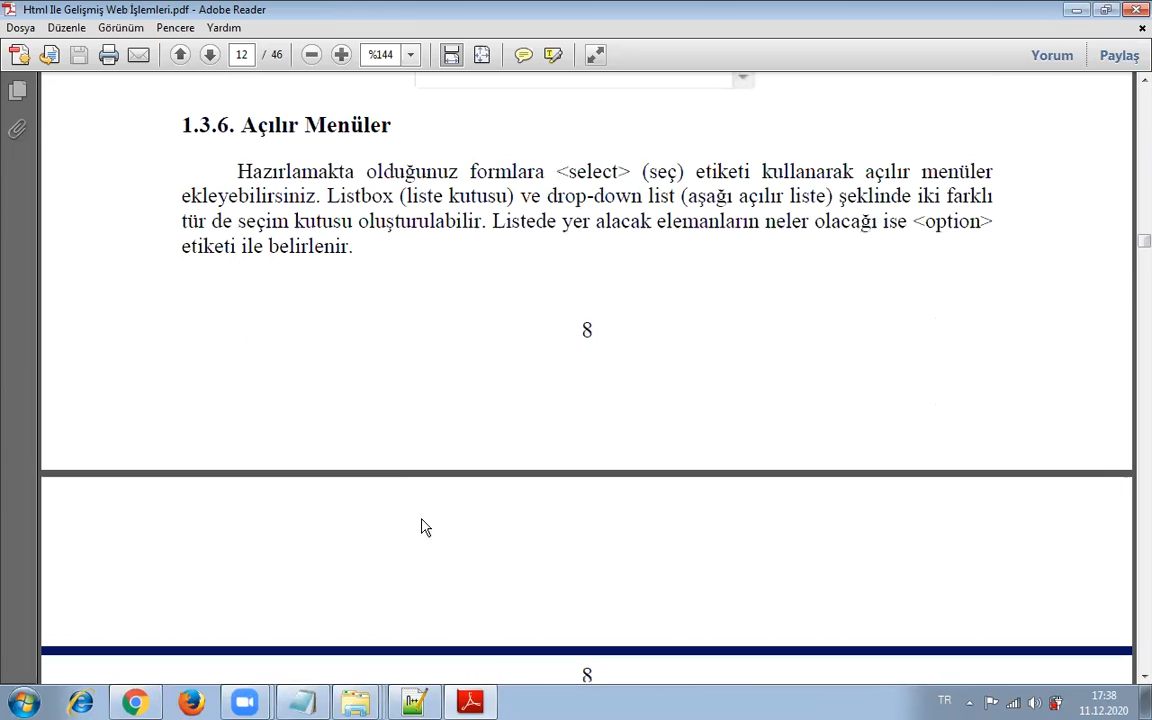 Html Ile Gelişmiş Web İşlemleri.pdf - Adobe Reader
Dosya Düzenle Görünüm Pencere Yardım
12 / 46 %144 Yorum Paylaş
1.3.6. Açılır Menüler
Hazırlamakta olduğunuz formlara <select> (seç) etiketi kullanarak açılır menüler
ekleyebilirsiniz. Listbox (liste kutusu) ve drop-down list (aşağı açılır liste) şeklinde iki farklı
tür de seçim kutusu oluşturulabilir. Listede yer alacak elemanların neler olacağı ise <option>
etiketi ile belirlenir.
8
8
TR 17:38
11.12.2020